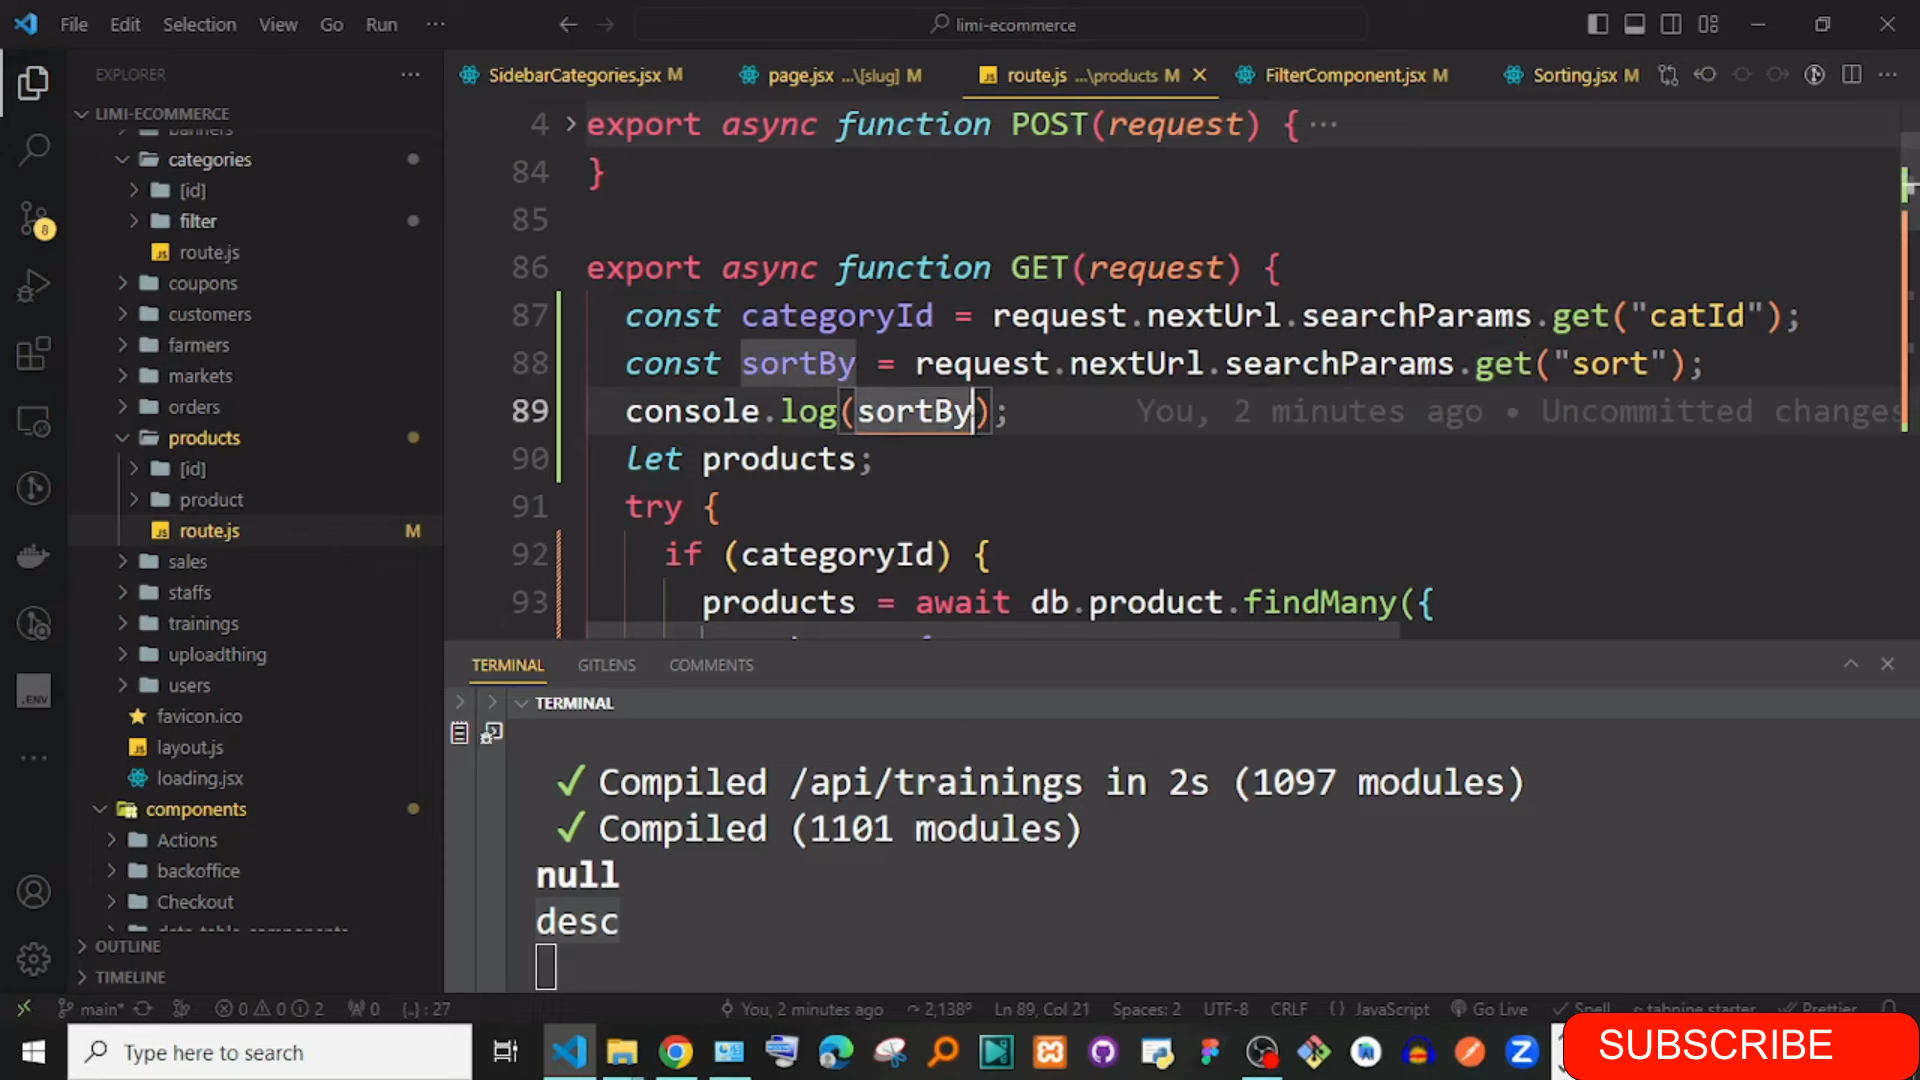 File Edit Selection View Go Run ··· limi-ecommerce
EXPLORER ···
LIMI-ECOMMERCE
banners
categories
[id]
filter
route.js
coupons
customers
farmers
markets
orders
products
[id]
product
route.js M
sales
staffs
trainings
uploadthing
users
favicon.ico
layout.js
loading.jsx
components
Actions
backoffice
Checkout
OUTLINE
TIMELINE
8
.ENV
SidebarCategories.jsx M page.jsx ...\[slug] M route.js ...\products M FilterComponent.jsx M Sorting.jsx M
4 export async function POST(request) { ···
84 }
85
86 export async function GET(request) {
87 const categoryId = request.nextUrl.searchParams.get("catId");
88 const sortBy = request.nextUrl.searchParams.get("sort");
89 console.log(sortBy); You, 2 minutes ago • Uncommitted changes
90 let products;
91 try {
92 if (categoryId) {
93 products = await db.product.findMany({
TERMINAL GITLENS COMMENTS
TERMINAL
✓ Compiled /api/trainings in 2s (1097 modules)
✓ Compiled (1101 modules)
null
desc
main* 0 0 2 0 {..} : 27 You, 2 minutes ago 2,138° Ln 89, Col 21 Spaces: 2 UTF-8 CRLF {} JavaScript Go Live Spell tabnine starter Prettier
Type here to search
SUBSCRIBE